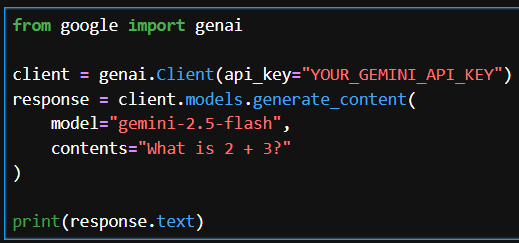 from google import genai

client = genai.Client(api_key="YOUR_GEMINI_API_KEY")
response = client.models.generate_content(
    model="gemini-2.5-flash",
    contents="What is 2 + 3?"
)

print(response.text)